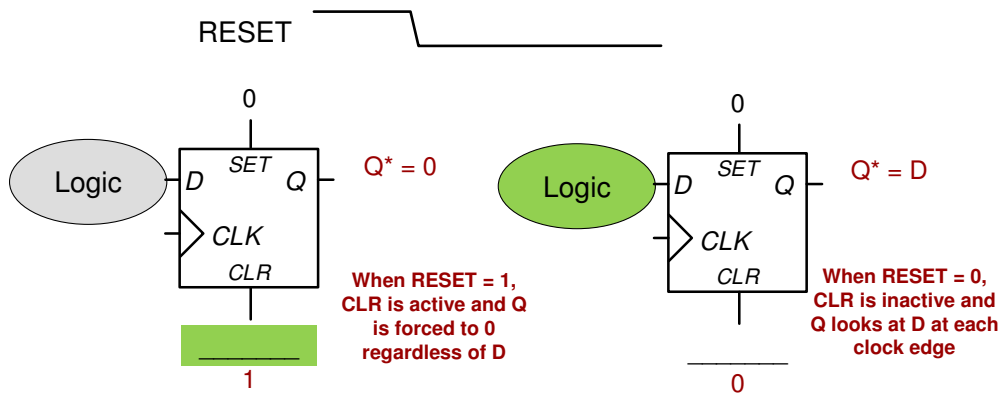 RESET
0
Logic
D
SET
Q
CLK
CLR
Q* = 0
When RESET = 1,
CLR is active and Q
is forced to 0
regardless of D
1
0
Logic
D
SET
Q
CLK
CLR
Q* = D
When RESET = 0,
CLR is inactive and
Q looks at D at each
clock edge
0